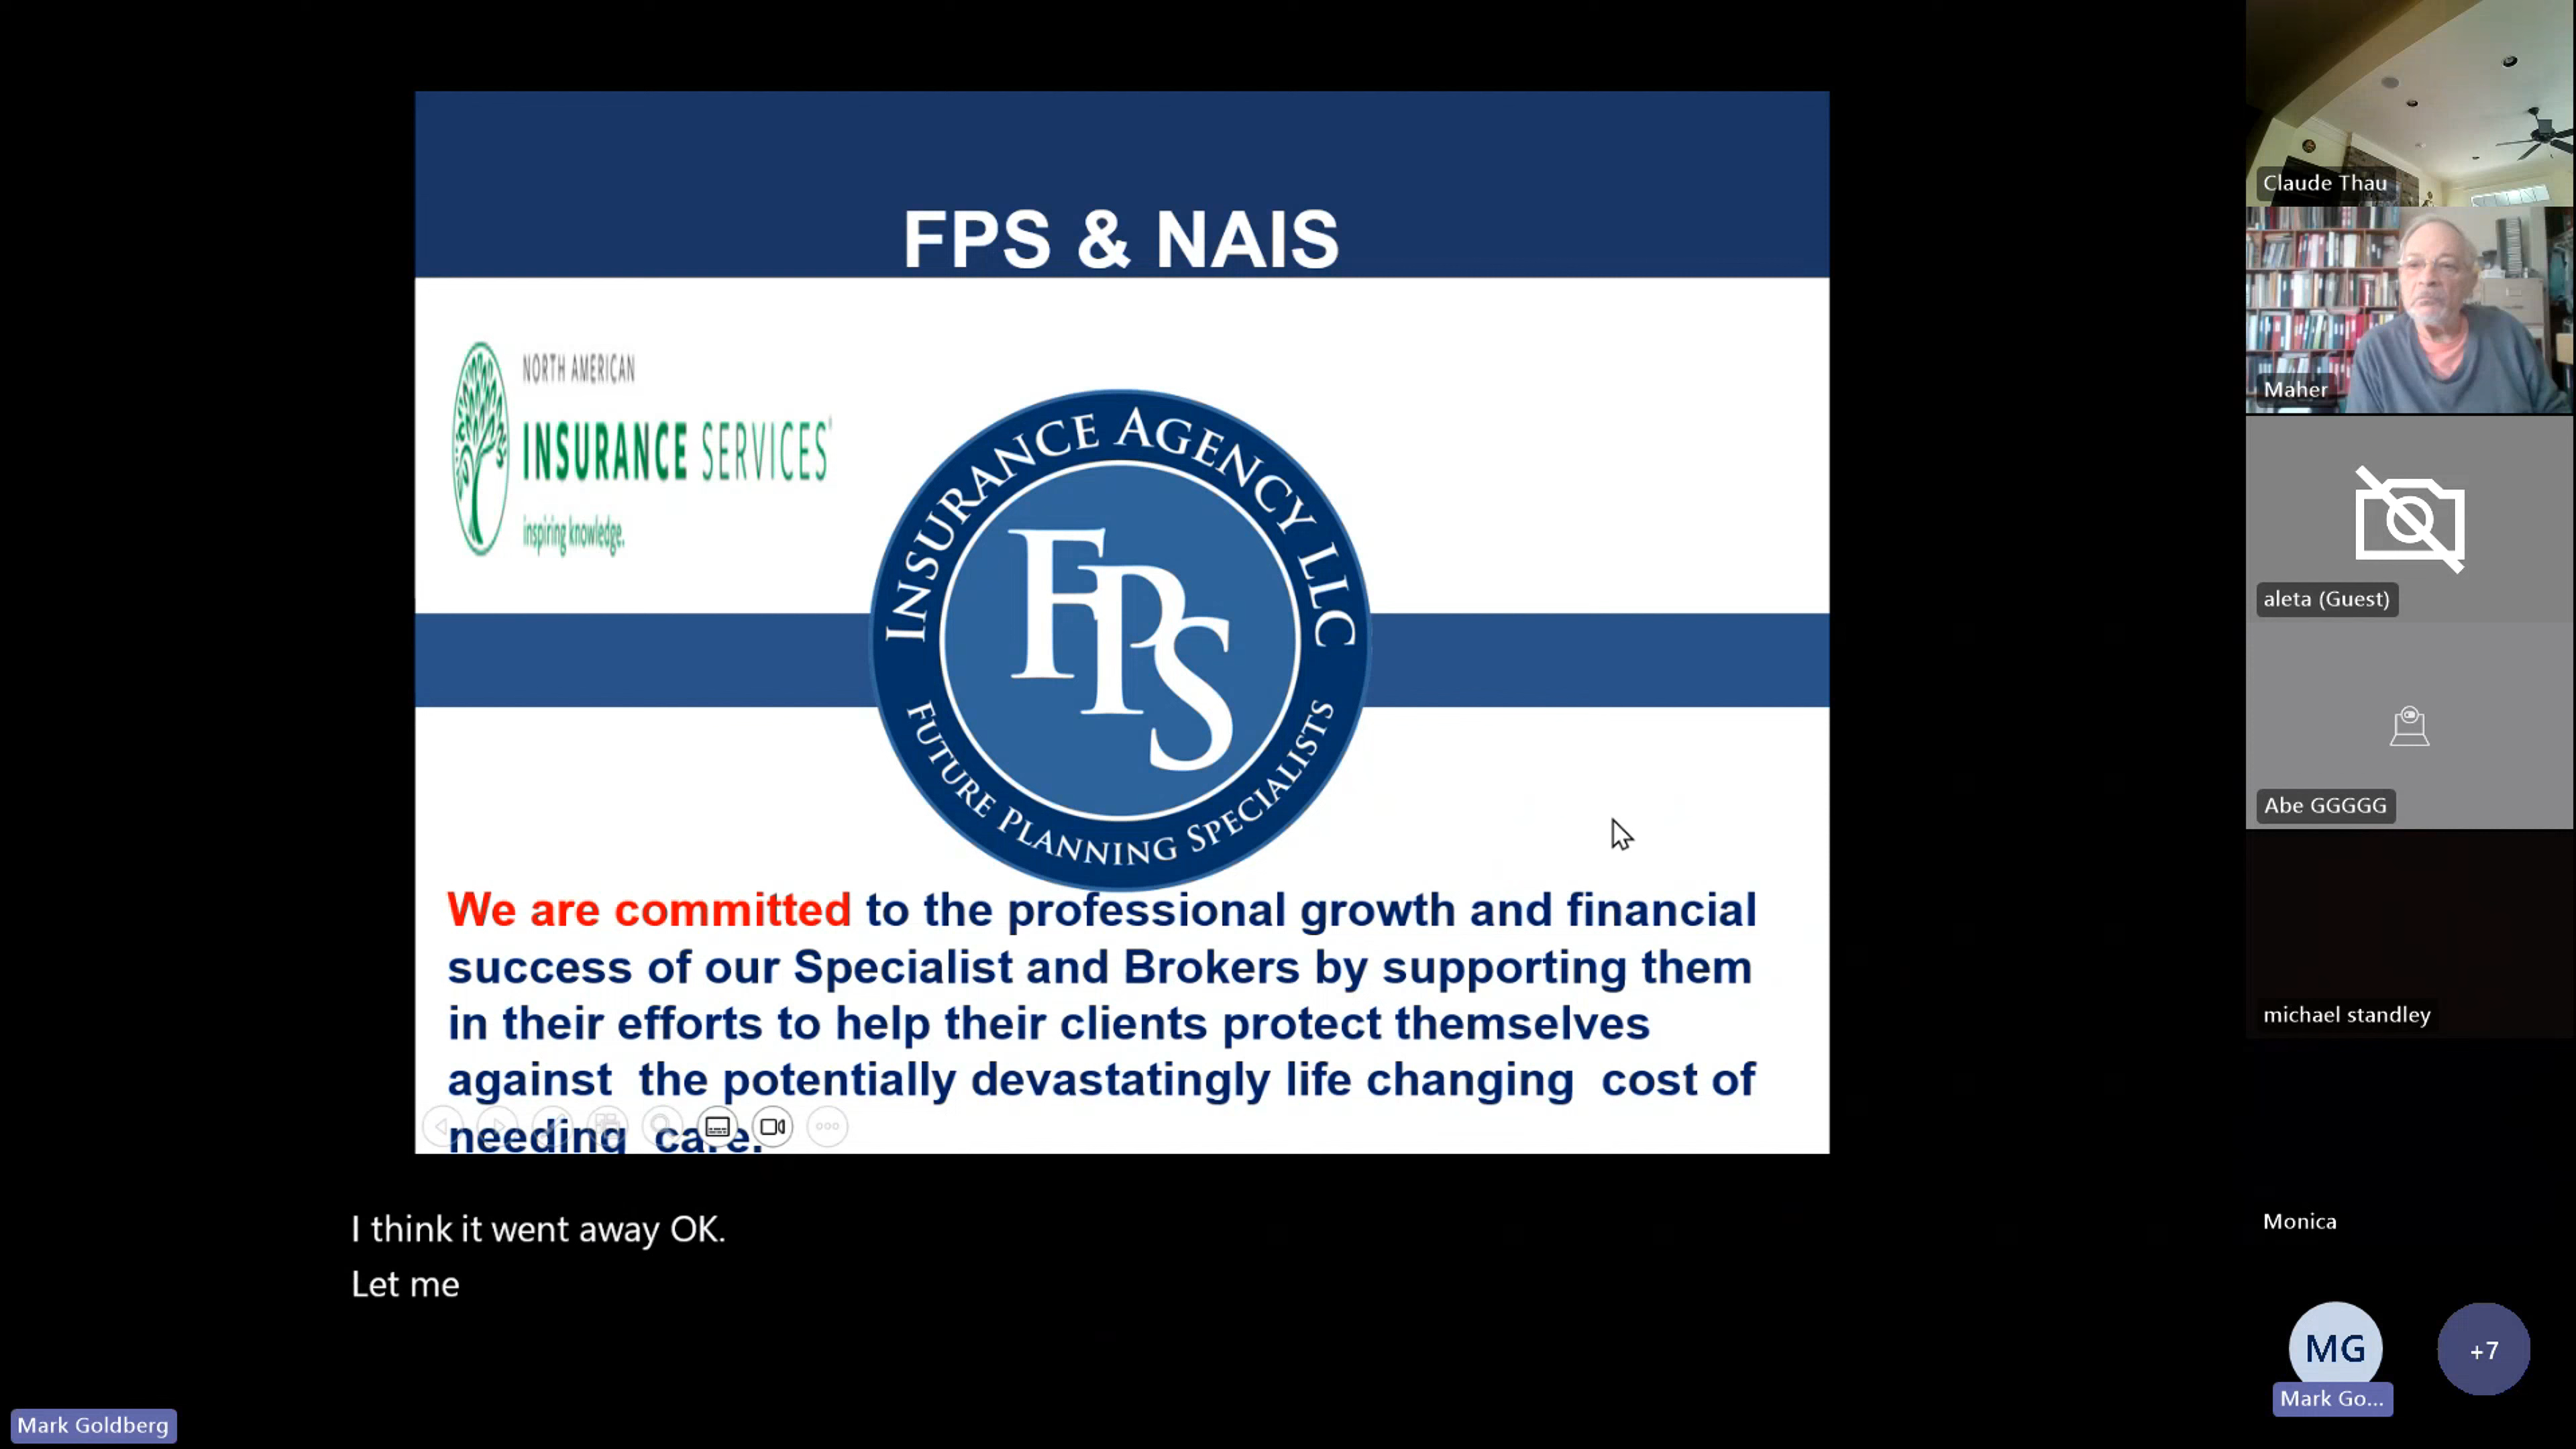 FPS & NAIS
NORTH AMERICAN
INSURANCE SERVICES
inspiring knowledge.
INSURANCE AGENCY LLC
FPS
FUTURE PLANNING SPECIALISTS
We are committed to the professional growth and financial
success of our Specialist and Brokers by supporting them
in their efforts to help their clients protect themselves
against the potentially devastatingly life changing cost of
needing care.
I think it went away OK.
Let me
Mark Goldberg
Claude Thau
Maher
aleta (Guest)
Abe GGGGG
michael standley
Monica
MG
Mark Go...
+7